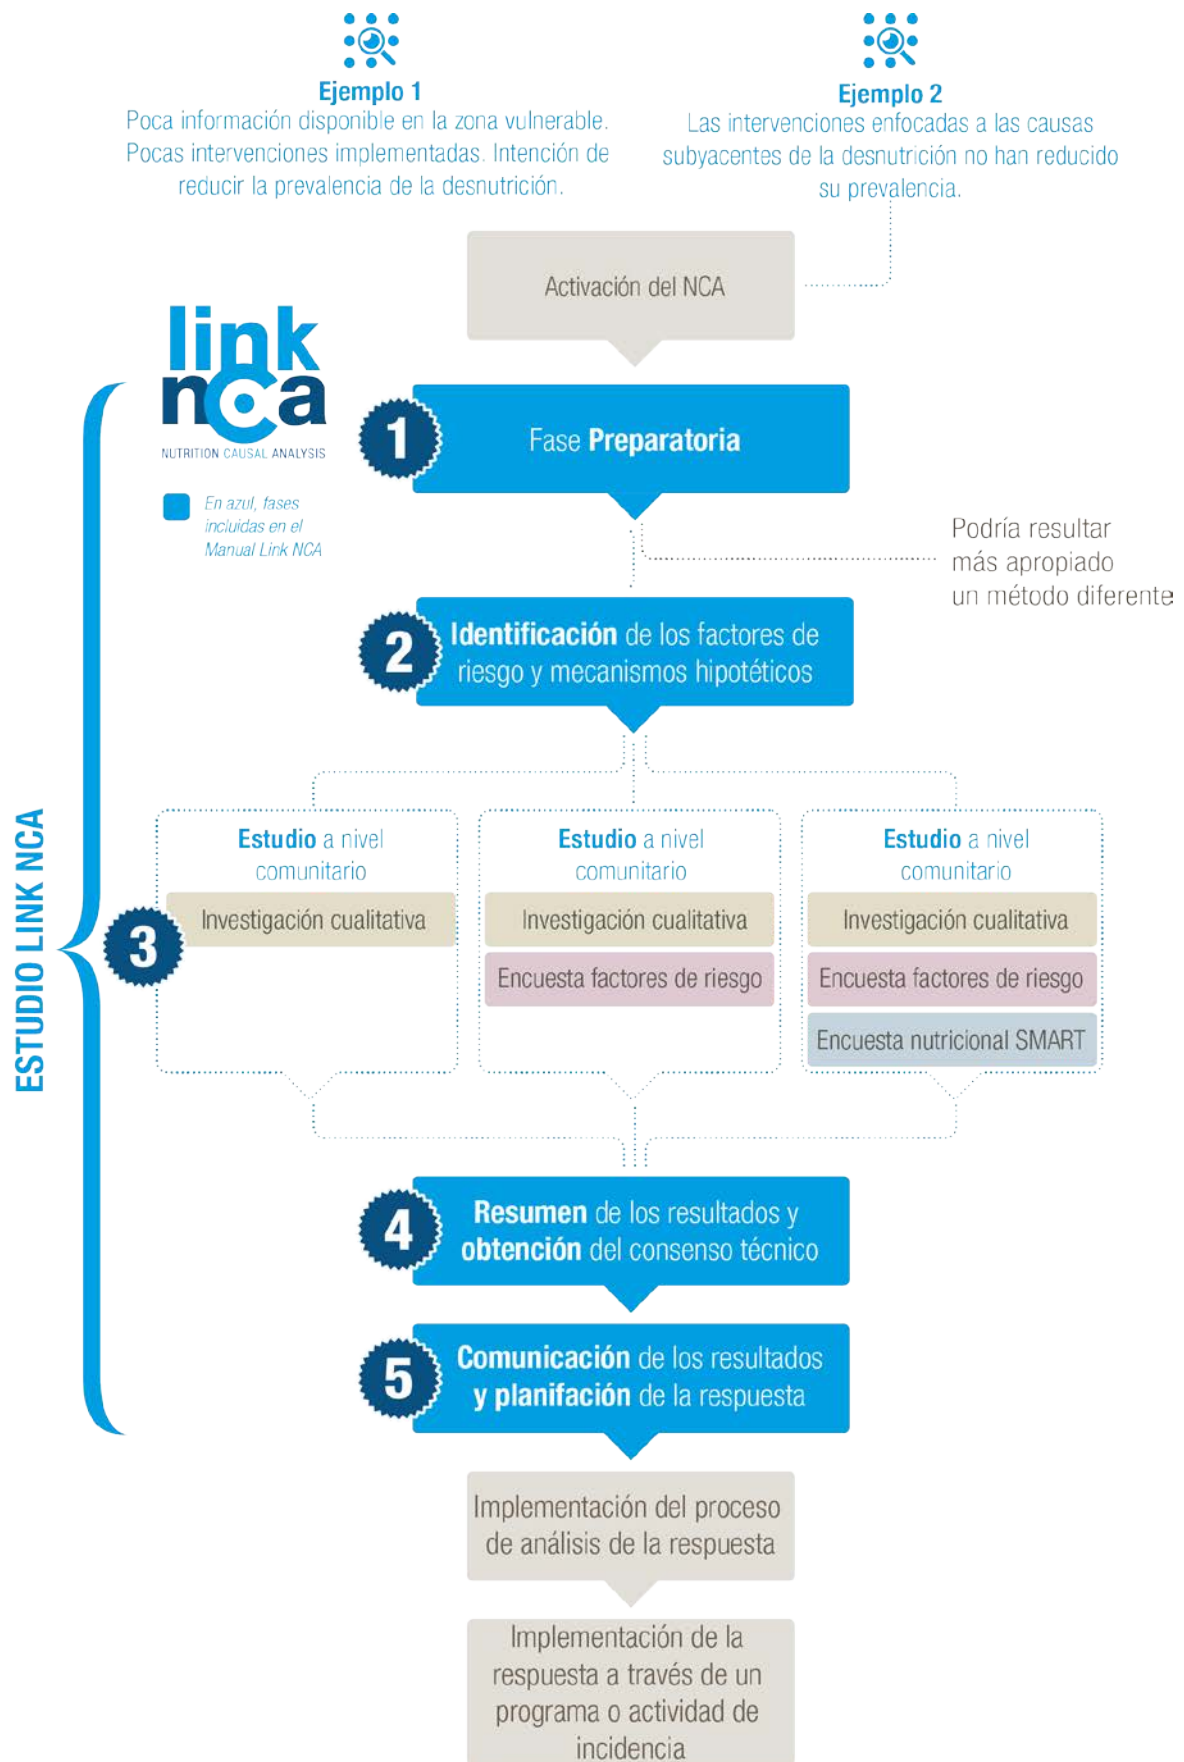 Ejemplo 1
Poca información disponible en la zona vulnerable.
Pocas intervenciones implementadas. Intención de
reducir la prevalencia de la desnutrición.
Ejemplo 2
Las intervenciones enfocadas a las causas
subyacentes de la desnutrición no han reducido
su prevalencia.
Activación del NCA
link
nca
NUTRITION CAUSAL ANALYSIS
En azul, fases
incluidas en el
Manual Link NCA
ESTUDIO LINK NCA
1
Fase Preparatoria
Podría resultar
más apropiado
un método diferente
2
Identificación de los factores de
riesgo y mecanismos hipotéticos
3
Estudio a nivel
comunitario
Investigación cualitativa
Estudio a nivel
comunitario
Investigación cualitativa
Encuesta factores de riesgo
Estudio a nivel
comunitario
Investigación cualitativa
Encuesta factores de riesgo
Encuesta nutricional SMART
4
Resumen de los resultados y
obtención del consenso técnico
5
Comunicación de los resultados
y planifación de la respuesta
Implementación del proceso
de análisis de la respuesta
Implementación de la
respuesta a través de un
programa o actividad de
incidencia